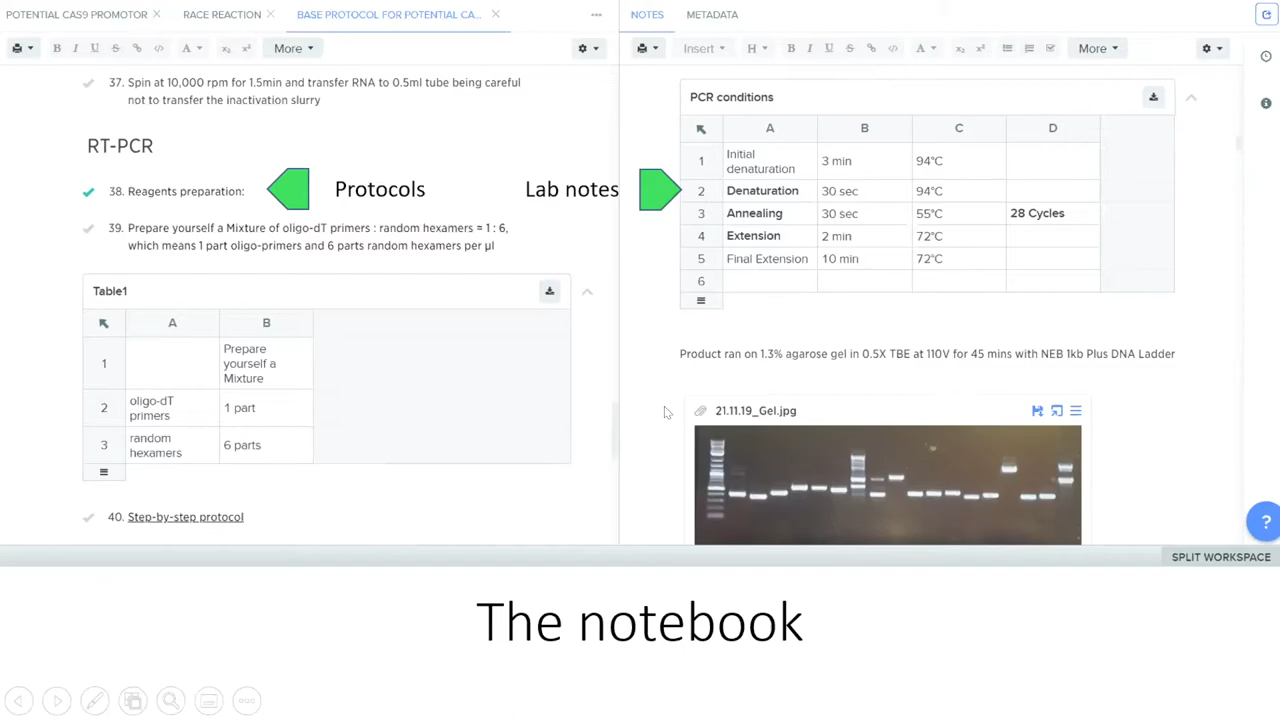 POTENTIAL CAS9 PROMOTOR
RACE REACTION
BASE PROTOCOL FOR POTENTIAL CA...
B I U S
A
x₂ x²
More
37. Spin at 10,000 rpm for 1.5min and transfer RNA to 0.5ml tube being careful
not to transfer the inactivation slurry
RT-PCR
38. Reagents preparation:
Protocols
39. Prepare yourself a Mixture of oligo-dT primers : random hexamers = 1 : 6,
which means 1 part oligo-primers and 6 parts random hexamers per µl
Table1
A B
1 Prepare
yourself a
Mixture
2 oligo-dT
primers 1 part
3 random
hexamers 6 parts
40. Step-by-step protocol
NOTES METADATA
Insert H B I U S
A
x₂ x²
More
Lab notes
PCR conditions
A B C D
1 Initial
denaturation 3 min 94°C
2 Denaturation 30 sec 94°C
3 Annealing 30 sec 55°C 28 Cycles
4 Extension 2 min 72°C
5 Final Extension 10 min 72°C
6
Product ran on 1.3% agarose gel in 0.5X TBE at 110V for 45 mins with NEB 1kb Plus DNA Ladder
21.11.19_Gel.jpg
?
SPLIT WORKSPACE
The notebook